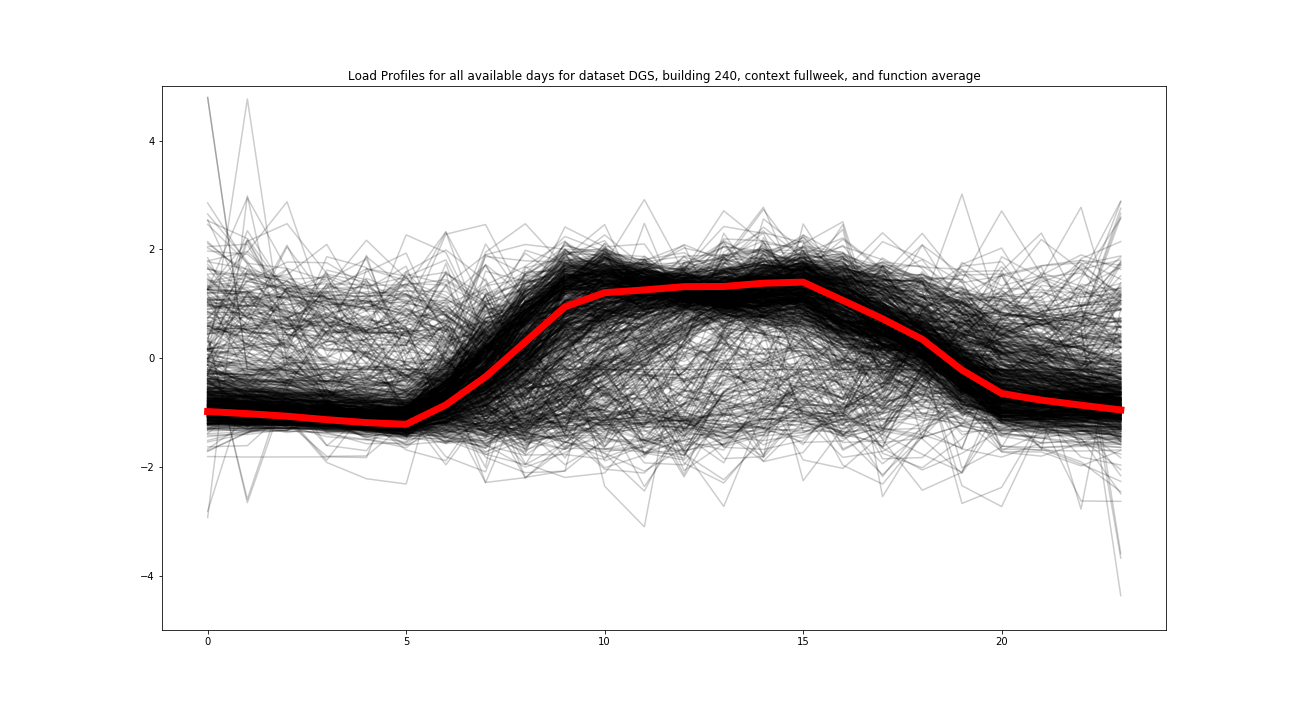 Load Profiles for all available days for dataset DGS, building 240, context fullweek, and function average
4
2
0
−2
−4
0 5 10 15 20